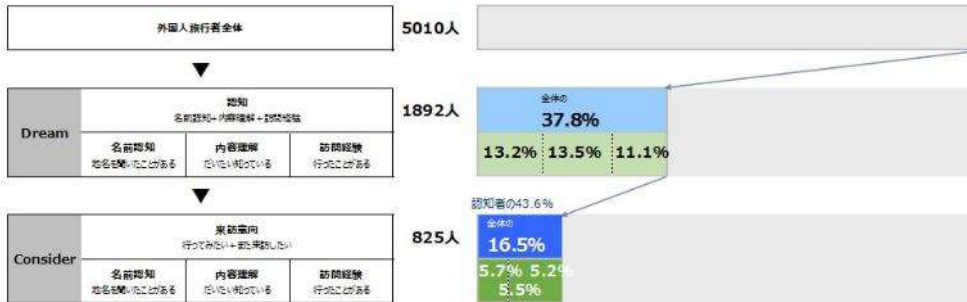 外国人旅行者全体
5010人
Dream
認知
名前認知+内容理解+訪問経験
1892人
全体の
37.8%
名前認知
地名を聞いたことがある
内容理解
だいたい知っている
訪問経験
行ったことがある
13.2%
13.5%
11.1%
認知者の43.6%
Consider
来訪意向
行ってみたい+また来訪したい
825人
全体の
16.5%
名前認知
地名を聞いたことがある
内容理解
だいたい知っている
訪問経験
行ったことがある
5.7% 5.2%
5.5%